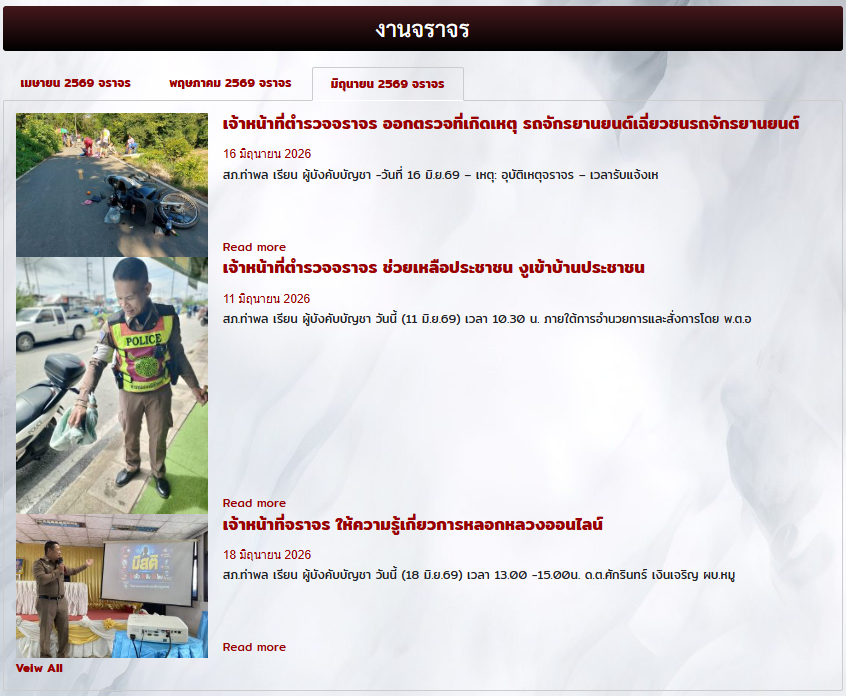 งานจราจร
เมษายน 2569 จราจร
พฤษภาคม 2569 จราจร
มิถุนายน 2569 จราจร
เจ้าหน้าที่ตำรวจจราจร ออกตรวจที่เกิดเหตุ รถจักรยานยนต์เฉี่ยวชนรถจักรยานยนต์
16 มิถุนายน 2026
สภ.ท่าพล เรียน ผู้บังคับบัญชา -วันที่ 16 มิ.ย.69 – เหตุ: อุบัติเหตุจราจร – เวลารับแจ้งเห
Read more
เจ้าหน้าที่ตำรวจจราจร ช่วยเหลือประชาชน งูเข้าบ้านประชาชน
11 มิถุนายน 2026
สภ.ท่าพล เรียน ผู้บังคับบัญชา วันนี้ (11 มิ.ย.69) เวลา 10.30 น. ภายใต้การอำนวยการและสั่งการโดย พ.ต.อ
POLICE
Read more
เจ้าหน้าที่จราจร ให้ความรู้เกี่ยวการหลอกหลวงออนไลน์
18 มิถุนายน 2026
สภ.ท่าพล เรียน ผู้บังคับบัญชา วันนี้ (18 มิ.ย.69) เวลา 13.00 -15.00น. ด.ต.ศักรินทร์ เงินเจริญ ผบ.หมู
มีสติ
Read more
Veiw All